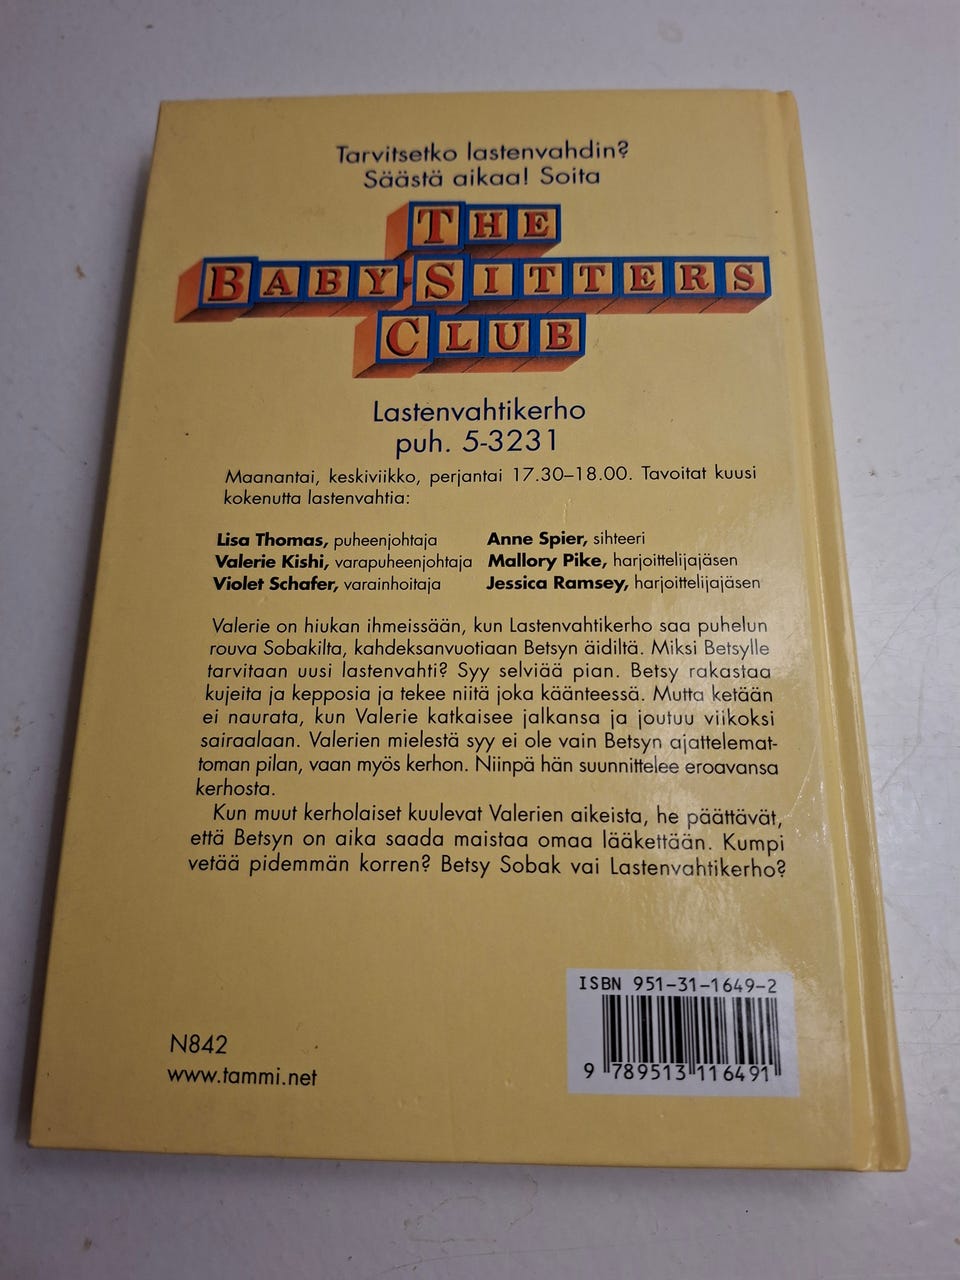 Tarvitsetko lastenvahdin?
Säästä aikaa! Soita
THE
BABY-SITTERS
CLUB
Lastenvahtikerho
puh. 5-3231
Maanantai, keskiviikko, perjantai 17.30–18.00. Tavoitat kuusi
kokenutta lastenvahtia:
Lisa Thomas, puheenjohtaja
Valerie Kishi, varapuheenjohtaja
Violet Schafer, varainhoitaja
Anne Spier, sihteeri
Mallory Pike, harjoittelijajäsen
Jessica Ramsey, harjoittelijajäsen
Valerie on hiukan ihmeissään, kun Lastenvahtikerho saa puhelun
rouva Sobakilta, kahdeksanvuotiaan Betsyn äidiltä. Miksi Betsylle
tarvitaan uusi lastenvahti? Syy selviää pian. Betsy rakastaa
kujeita ja kepposia ja tekee niitä joka käänteessä. Mutta ketään
ei naurata, kun Valerie katkaisee jalkansa ja joutuu viikoksi
sairaalaan. Valerien mielestä syy ei ole vain Betsyn ajattelemat-
toman pilan, vaan myös kerhon. Niinpä hän suunnittelee eroavansa
kerhosta.
Kun muut kerholaiset kuulevat Valerien aikeista, he päättävät,
että Betsyn on aika saada maistaa omaa lääkettään. Kumpi
vetää pidemmän korren? Betsy Sobak vai Lastenvahtikerho?
ISBN 951-31-1649-2
9 789513 116491
N842
www.tammi.net